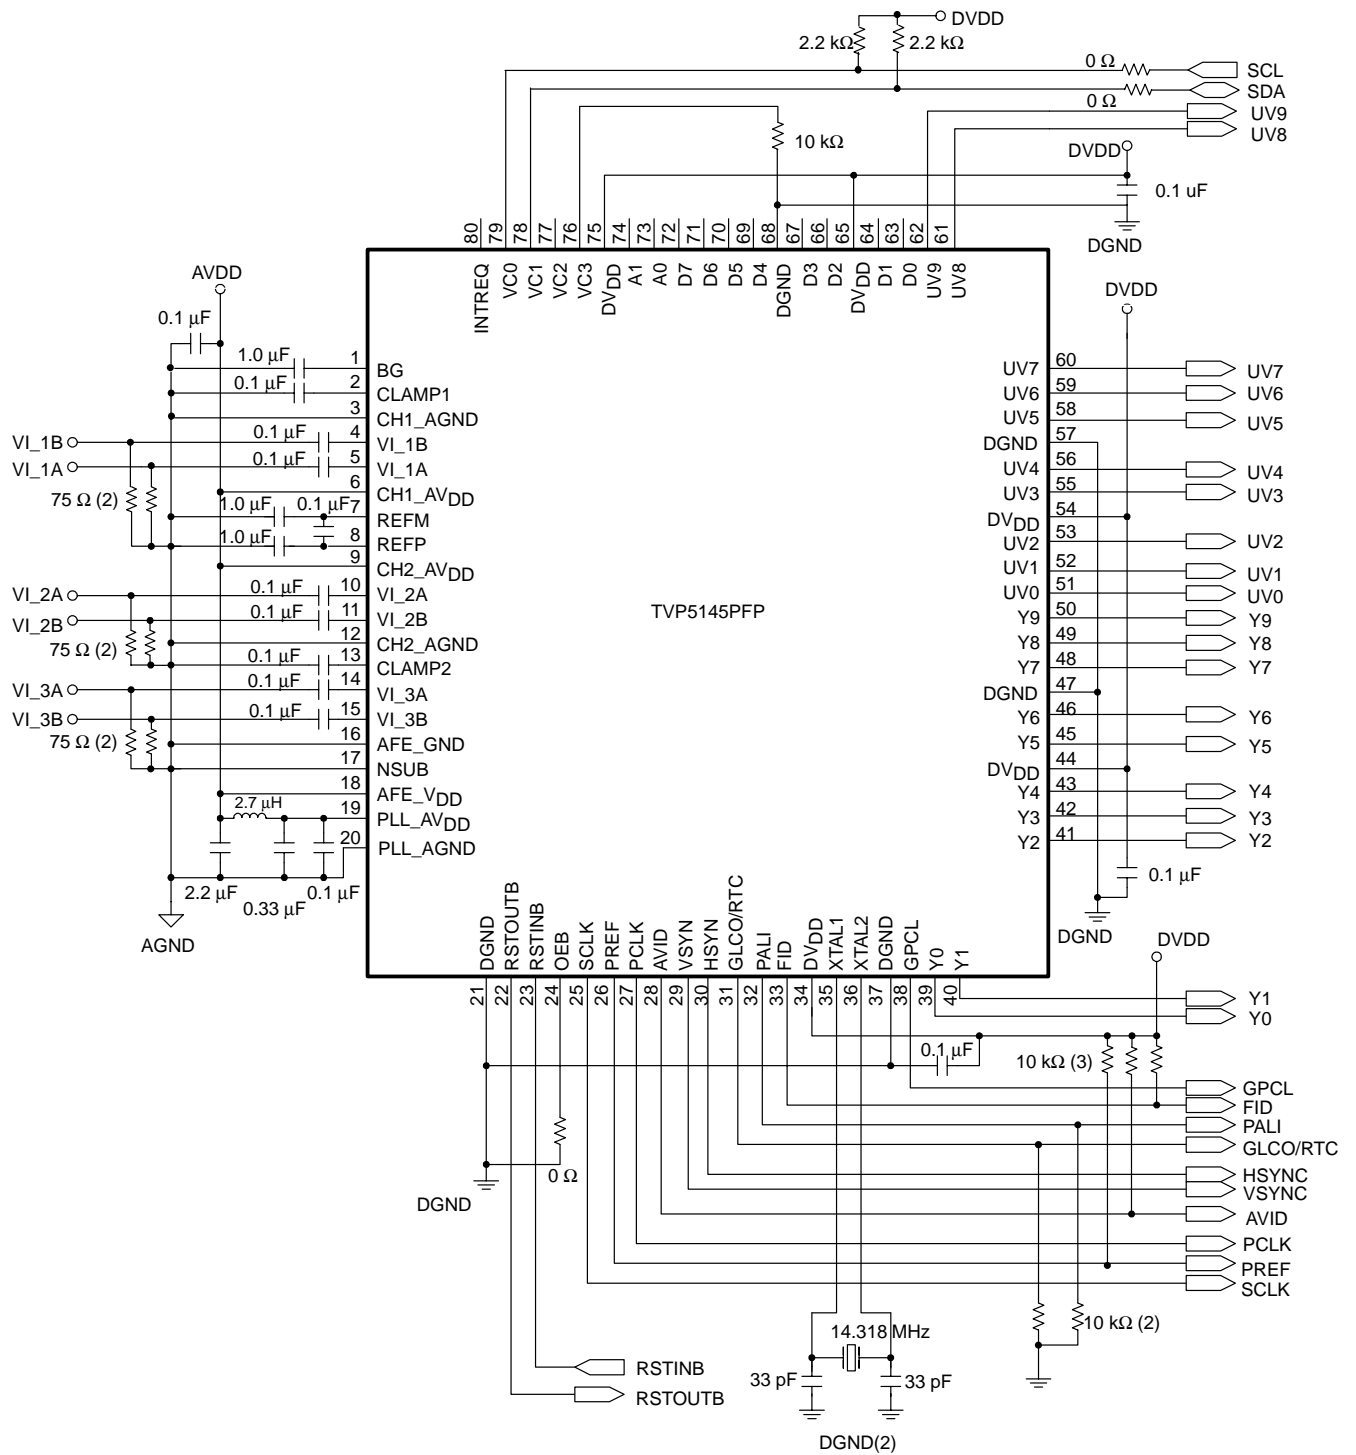 DVDD
2.2 kΩ 2.2 kΩ
0 Ω
SCL
SDA
0 Ω
UV9
UV8
10 kΩ
DVDD
0.1 uF
DGND
80 79 78 77 76 75 74 73 72 71 70 69 68 67 66 65 64 63 62 61
INTREQ VC0 VC1 VC2 VC3 DVDD A1 A0 D7 D6 D5 D4 DGND D3 D2 DVDD D1 D0 UV9 UV8
AVDD
0.1 µF
1.0 µF 1 BG
0.1 µF 2 CLAMP1
3 CH1_AGND
VI_1B 0.1 µF 4 VI_1B
VI_1A 0.1 µF 5 VI_1A
75 Ω (2)
6 CH1_AVDD
1.0 µF 0.1 µF 7 REFM
1.0 µF 8 REFP
9 CH2_AVDD
VI_2A 0.1 µF 10 VI_2A
VI_2B 0.1 µF 11 VI_2B
75 Ω (2)
12 CH2_AGND
0.1 µF 13 CLAMP2
VI_3A 0.1 µF 14 VI_3A
VI_3B 0.1 µF 15 VI_3B
75 Ω (2)
16 AFE_GND
17 NSUB
18 AFE_VDD
2.7 µH 19 PLL_AVDD
20 PLL_AGND
2.2 µF 0.33 µF 0.1 µF
AGND
TVP5145PFP
DVDD
UV7 60 UV7
UV6 59 UV6
UV5 58 UV5
DGND 57
UV4 56 UV4
UV3 55 UV3
DVDD 54
UV2 53 UV2
UV1 52 UV1
UV0 51 UV0
Y9 50 Y9
Y8 49 Y8
Y7 48 Y7
DGND 47
Y6 46 Y6
Y5 45 Y5
DVDD 44
Y4 43 Y4
Y3 42 Y3
Y2 41 Y2
0.1 µF
DGND
DGND RSTOUTB RSTINB OEB SCLK PREF PCLK AVID VSYN HSYN GLCO/RTC PALI FID DVDD XTAL1 XTAL2 DGND GPCL Y0 Y1
21 22 23 24 25 26 27 28 29 30 31 32 33 34 35 36 37 38 39 40
DVDD
Y1
Y0
0.1 µF
10 kΩ (3)
GPCL
FID
PALI
GLCO/RTC
0 Ω
DGND
HSYNC
VSYNC
AVID
PCLK
PREF
SCLK
10 kΩ (2)
14.318 MHz
33 pF 33 pF
DGND(2)
RSTINB
RSTOUTB